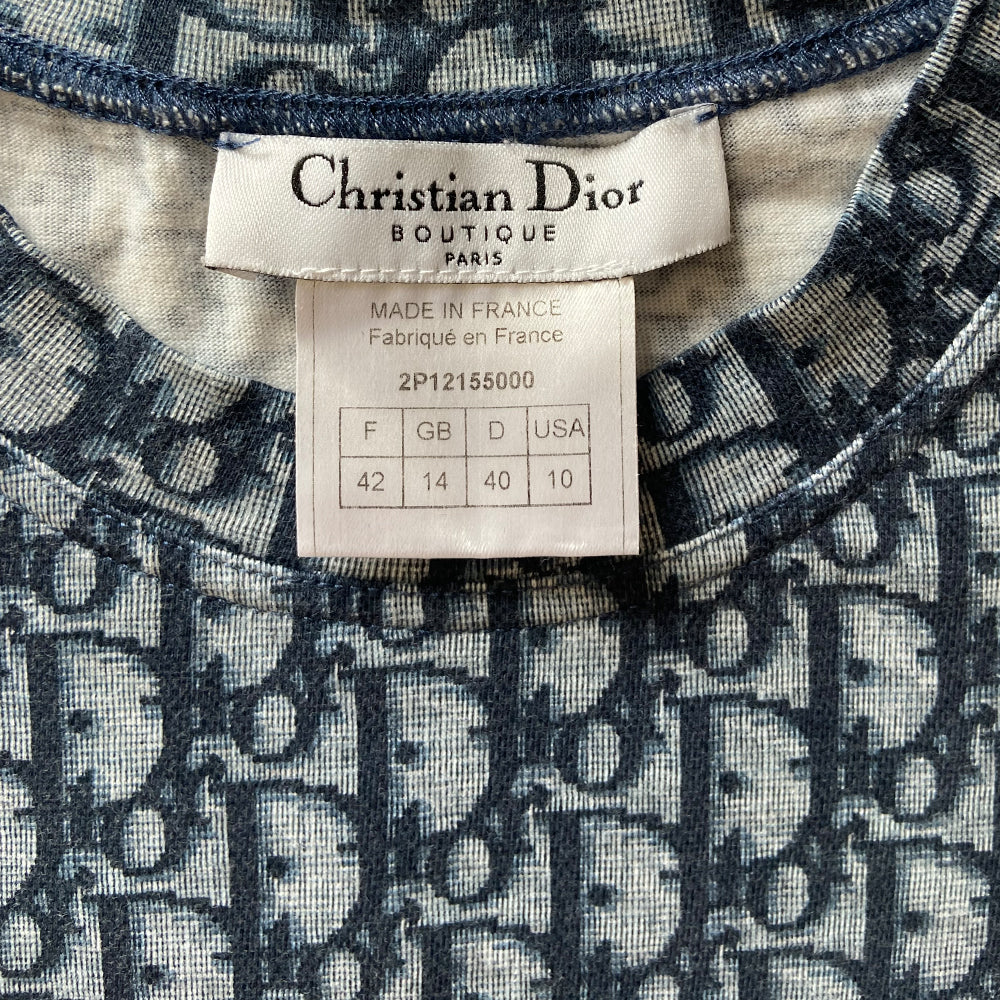 Christian Dior
BOUTIQUE
PARIS
MADE IN FRANCE
Fabriqué en France
2P12155000
F GB D USA
42 14 40 10